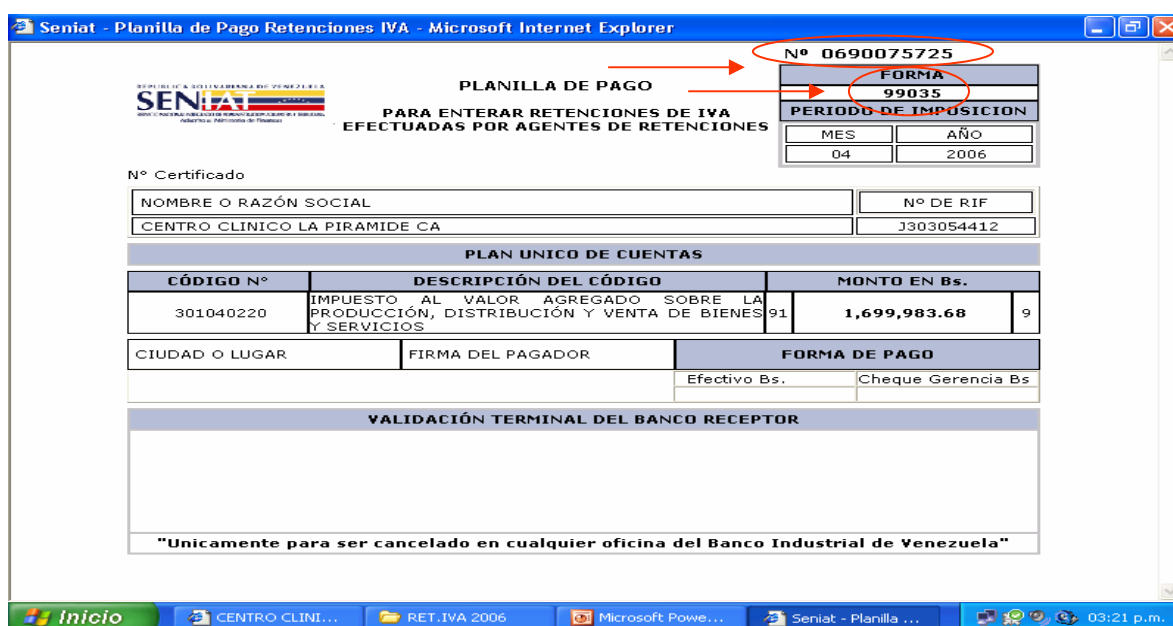 Seniat - Planilla de Pago Retenciones IVA - Microsoft Internet Explorer
Nº 0690075725
FORMA
99035
PERIODO DE IMPOSICION
MES AÑO
04 2006
REPUBLICA BOLIVARIANA DE VENEZUELA
SENIAT
PLANILLA DE PAGO
PARA ENTERAR RETENCIONES DE IVA
EFECTUADAS POR AGENTES DE RETENCIONES
Nº Certificado
NOMBRE O RAZÓN SOCIAL Nº DE RIF
CENTRO CLINICO LA PIRAMIDE CA J303054412
PLAN UNICO DE CUENTAS
CÓDIGO Nº DESCRIPCIÓN DEL CÓDIGO MONTO EN Bs.
301040220 IMPUESTO AL VALOR AGREGADO SOBRE LA
PRODUCCIÓN, DISTRIBUCIÓN Y VENTA DE BIENES
Y SERVICIOS 91 1,699,983.68 9
CIUDAD O LUGAR FIRMA DEL PAGADOR FORMA DE PAGO
Efectivo Bs. Cheque Gerencia Bs
VALIDACIÓN TERMINAL DEL BANCO RECEPTOR
"Unicamente para ser cancelado en cualquier oficina del Banco Industrial de Venezuela"
Inicio CENTRO CLINI... RET.IVA 2006 Microsoft Powe... Seniat - Planilla ... 03:21 p.m.